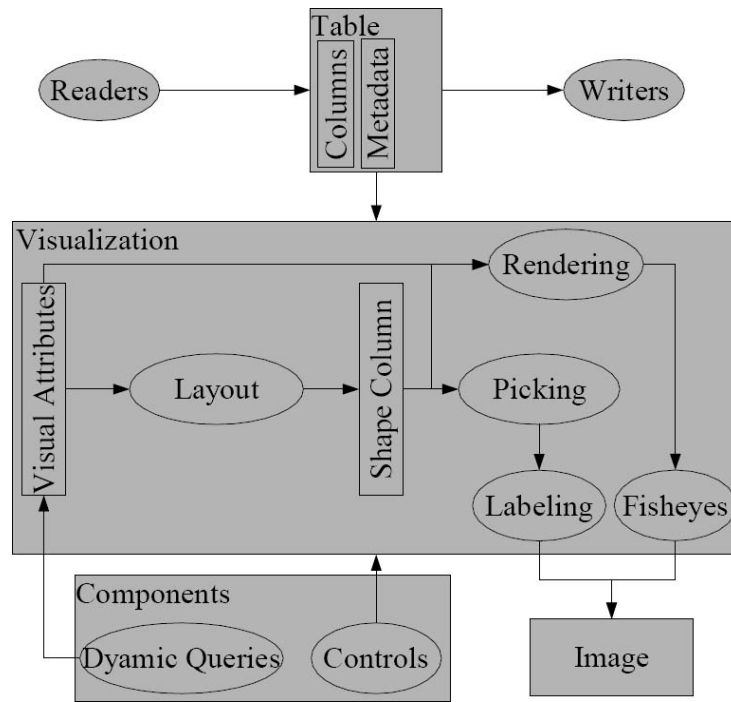 Table
Readers
Columns
Metadata
Writers
Visualization
Rendering
Visual Attributes
Layout
Shape Column
Picking
Labeling
Fisheyes
Components
Dyamic Queries
Controls
Image